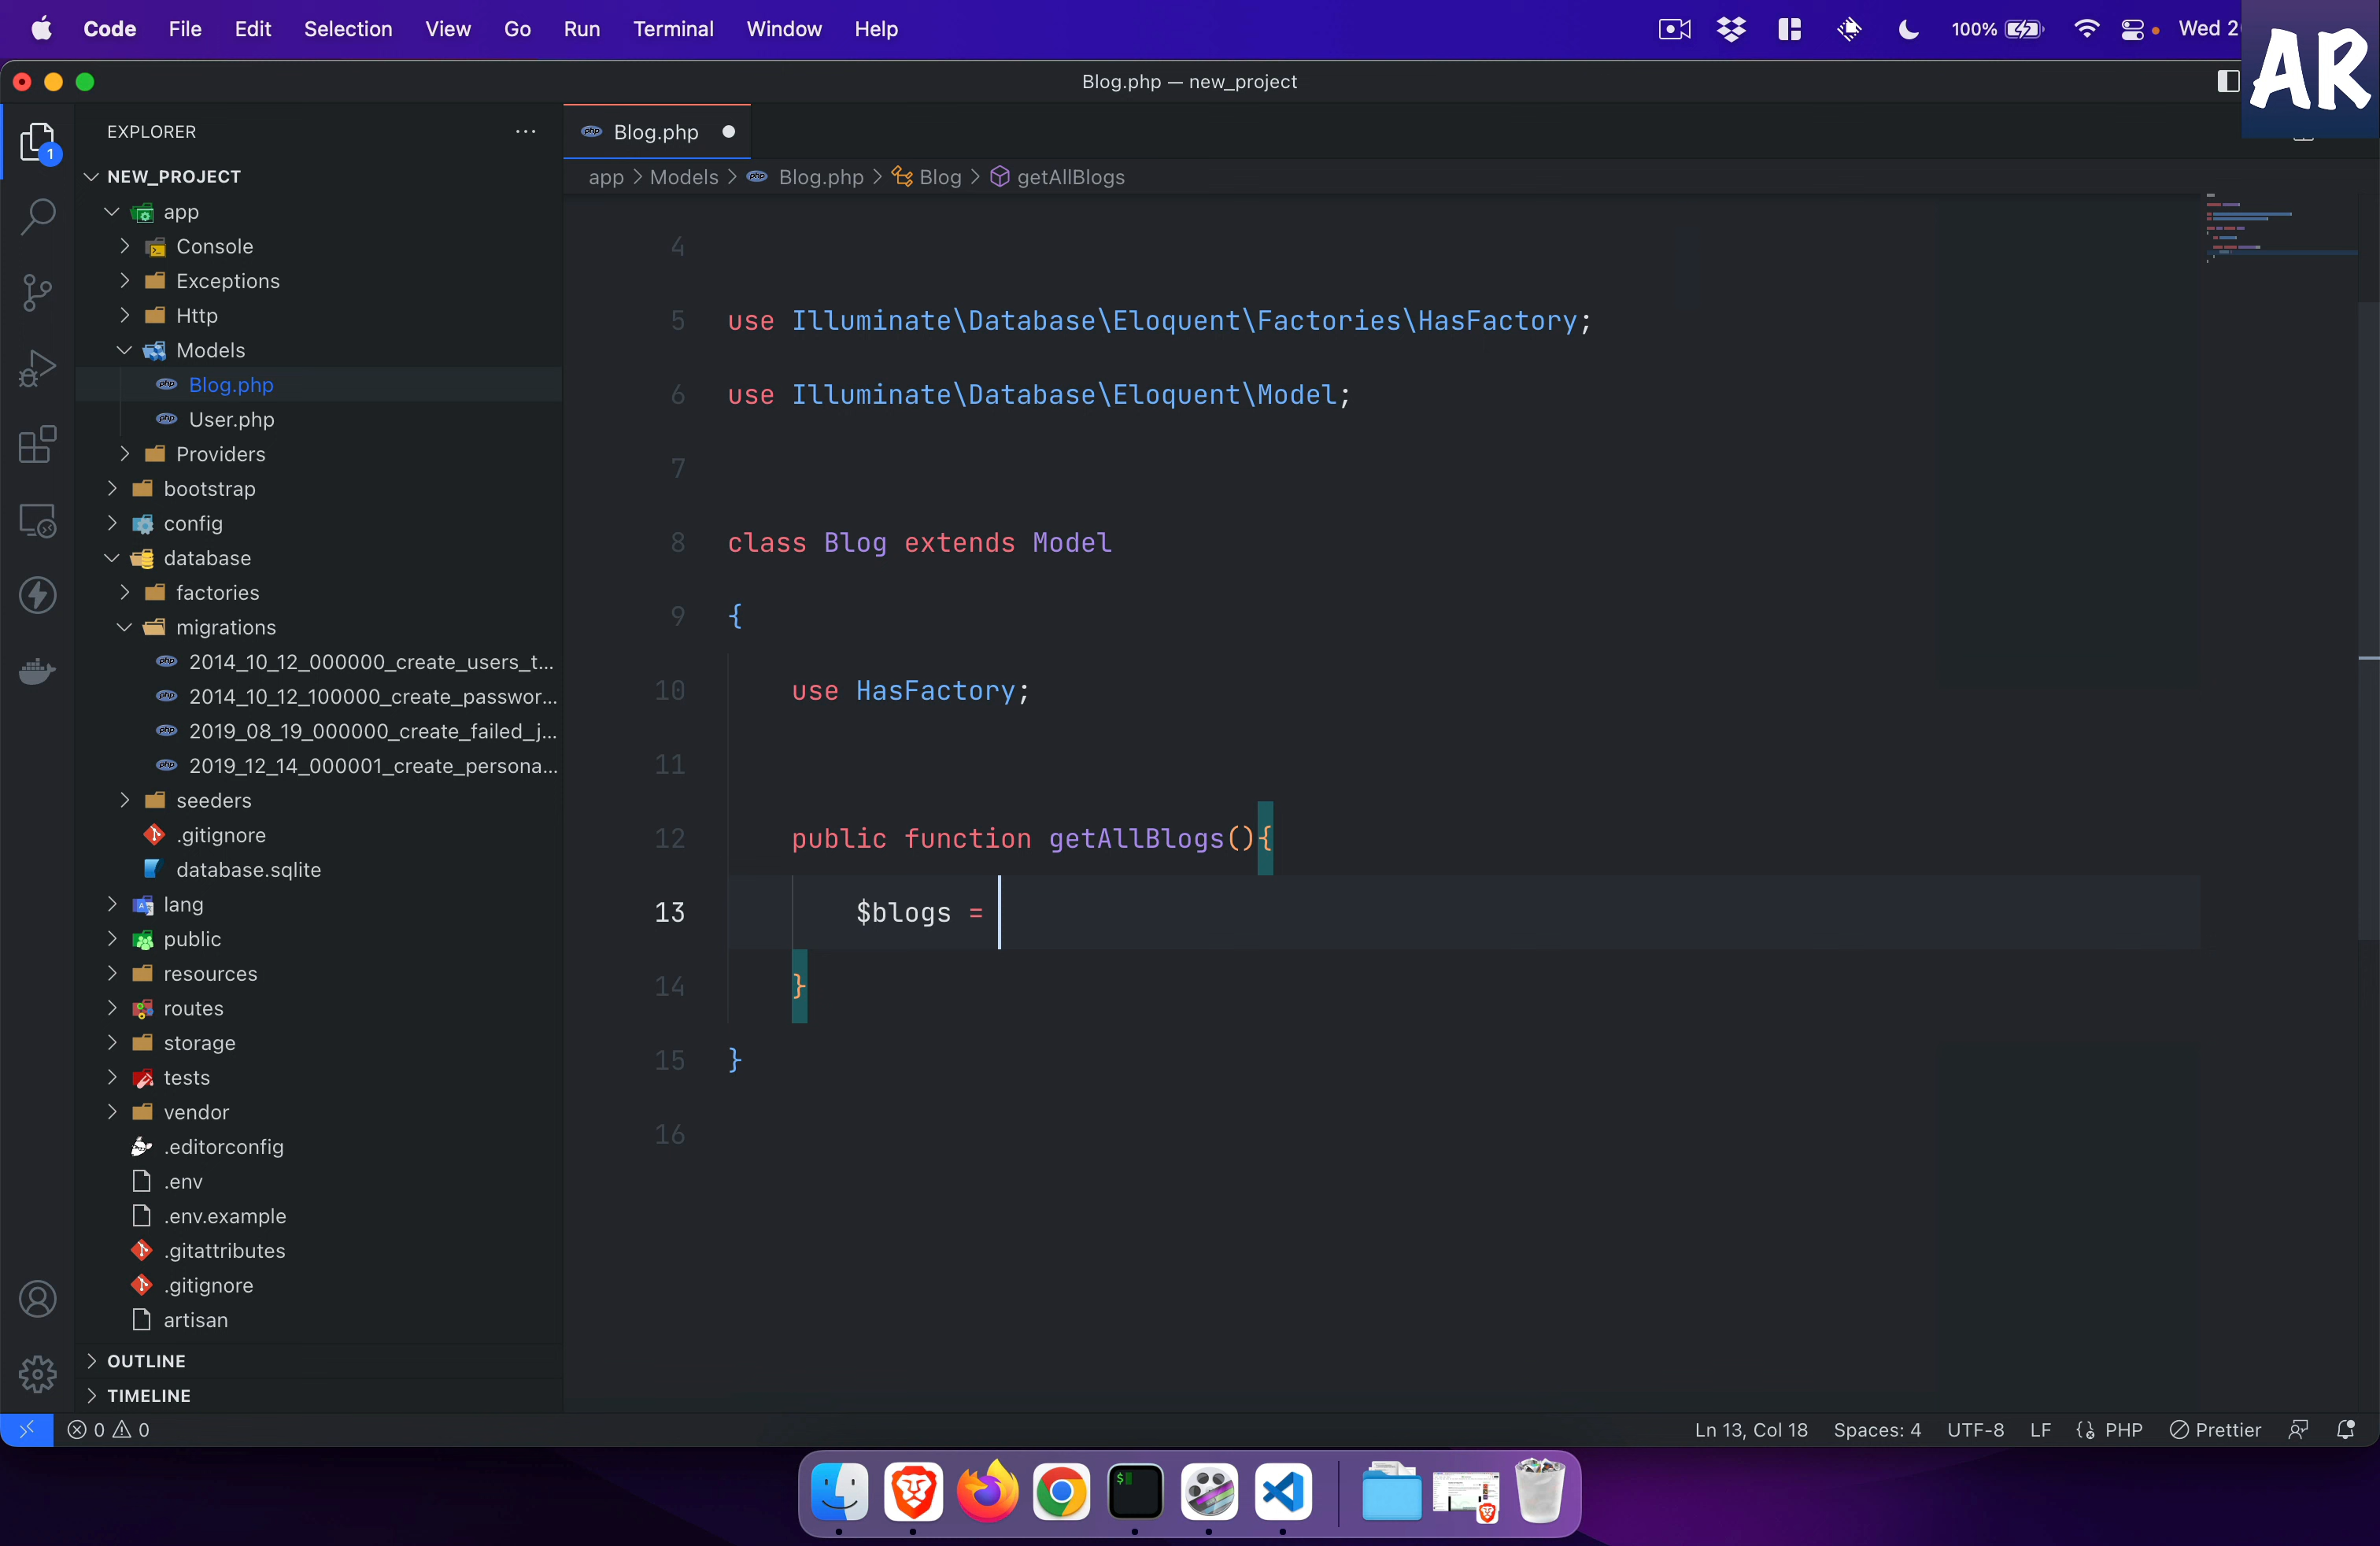 Code File Edit Selection View Go Run Terminal Window Help 100% Wed
AR
Blog.php — new_project
EXPLORER
Blog.php
NEW_PROJECT
app > Models > Blog.php > Blog > getAllBlogs
app
Console
Exceptions
Http
Models
Blog.php
User.php
Providers
bootstrap
config
database
factories
migrations
2014_10_12_000000_create_users_t...
2014_10_12_100000_create_passwor...
2019_08_19_000000_create_failed_j...
2019_12_14_000001_create_persona...
seeders
.gitignore
database.sqlite
lang
public
resources
routes
storage
tests
vendor
.editorconfig
.env
.env.example
.gitattributes
.gitignore
artisan
OUTLINE
TIMELINE
4
5 use Illuminate\Database\Eloquent\Factories\HasFactory;
6 use Illuminate\Database\Eloquent\Model;
7
8 class Blog extends Model
9 {
10 use HasFactory;
11
12 public function getAllBlogs(){
13 $blogs =
14 }
15 }
16
0 0 Ln 13, Col 18 Spaces: 4 UTF-8 LF PHP Prettier